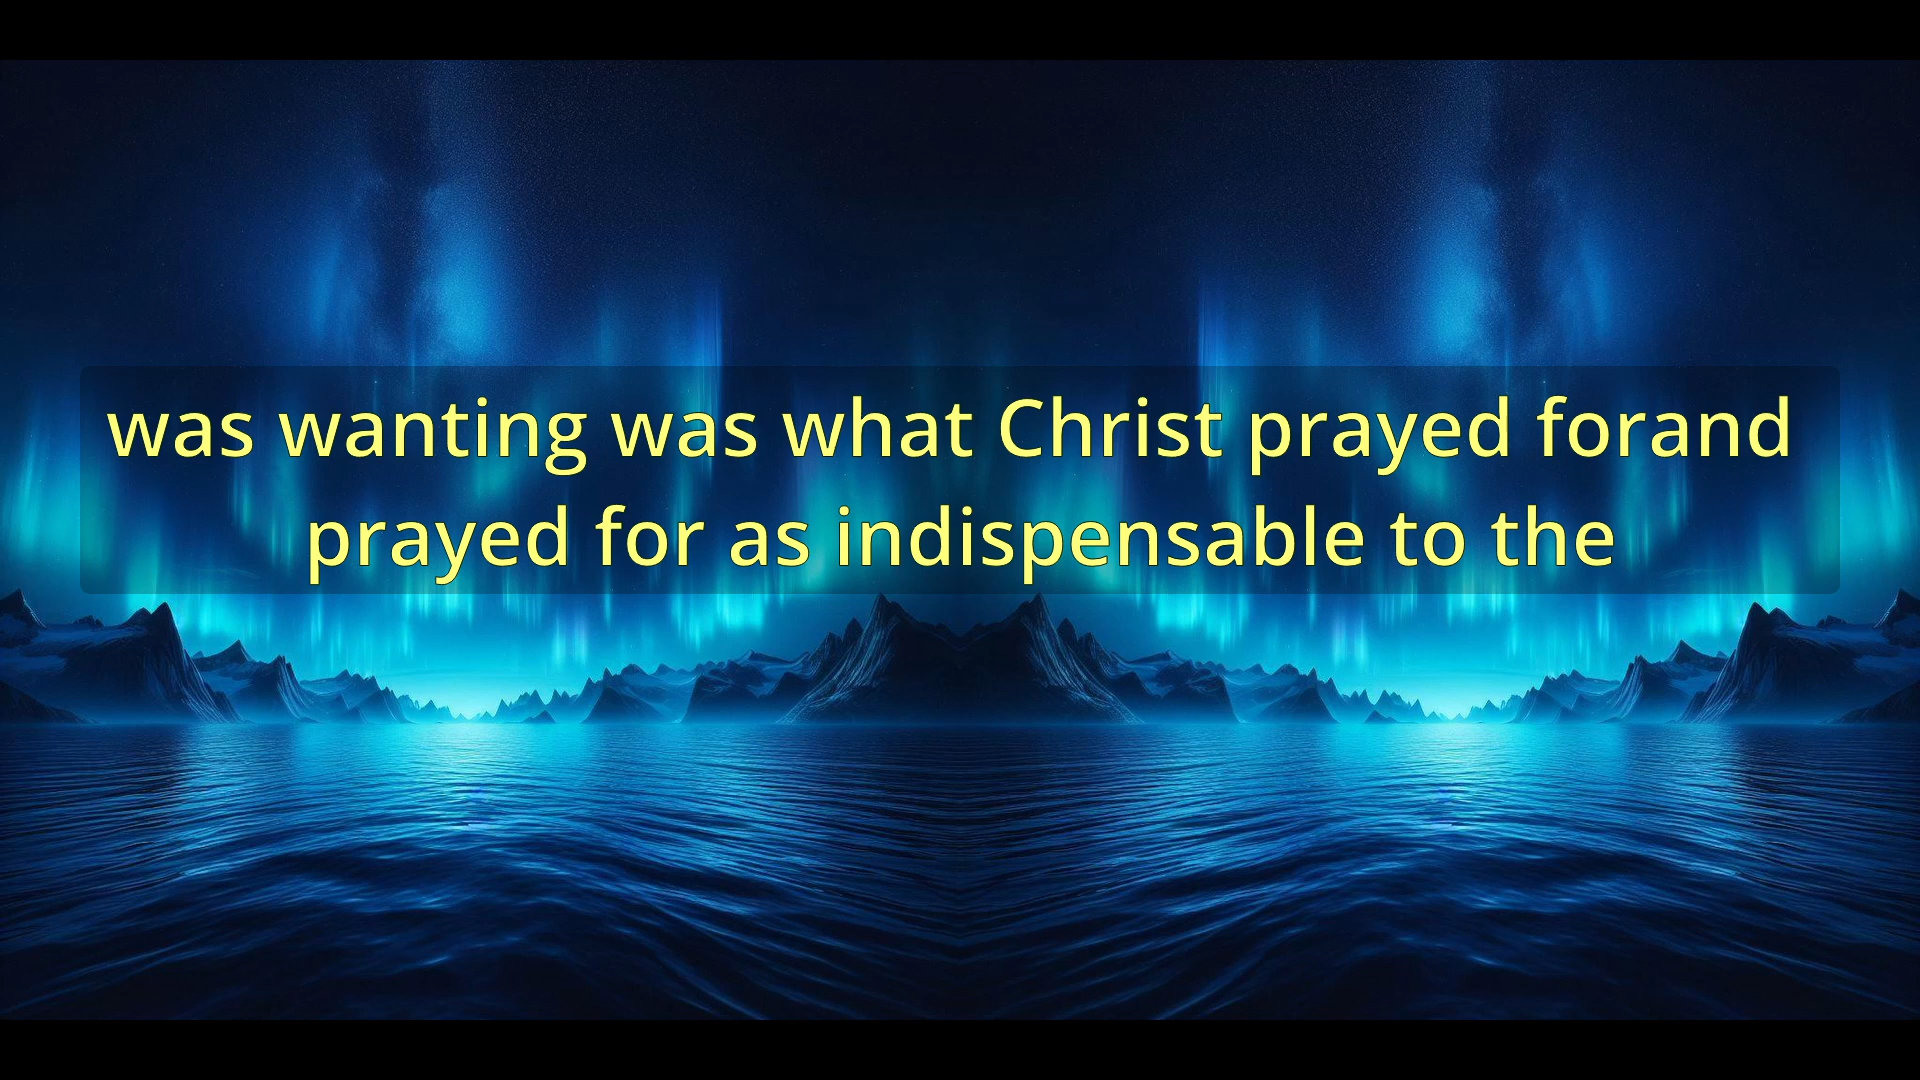 was wanting was what Christ prayed forand
prayed for as indispensable to the